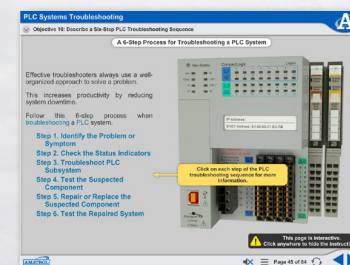 PLC Systems Troubleshooting
Objective 10: Describe a Six-Step PLC Troubleshooting Sequence
A 6-Step Process for Troubleshooting a PLC System
Effective troubleshooters always use a well-
organized approach to solve a problem.
This increases productivity by reducing
system downtime.
Follow this 6-step process when
troubleshooting a PLC system.
Step 1. Identify the Problem or
Symptom
Step 2. Check the Status Indicators
Step 3. Troubleshoot PLC
Subsystem
Step 4. Test the Suspected
Component
Step 5. Repair or Replace the
Suspected Component
Step 6. Test the Repaired System
CompactLogix
IP Address:
Click on each step of the PLC
troubleshooting sequence for more
information.
This page is interactive.
Click anywhere to hide the instructi
AMATROL
Page 45 of 84